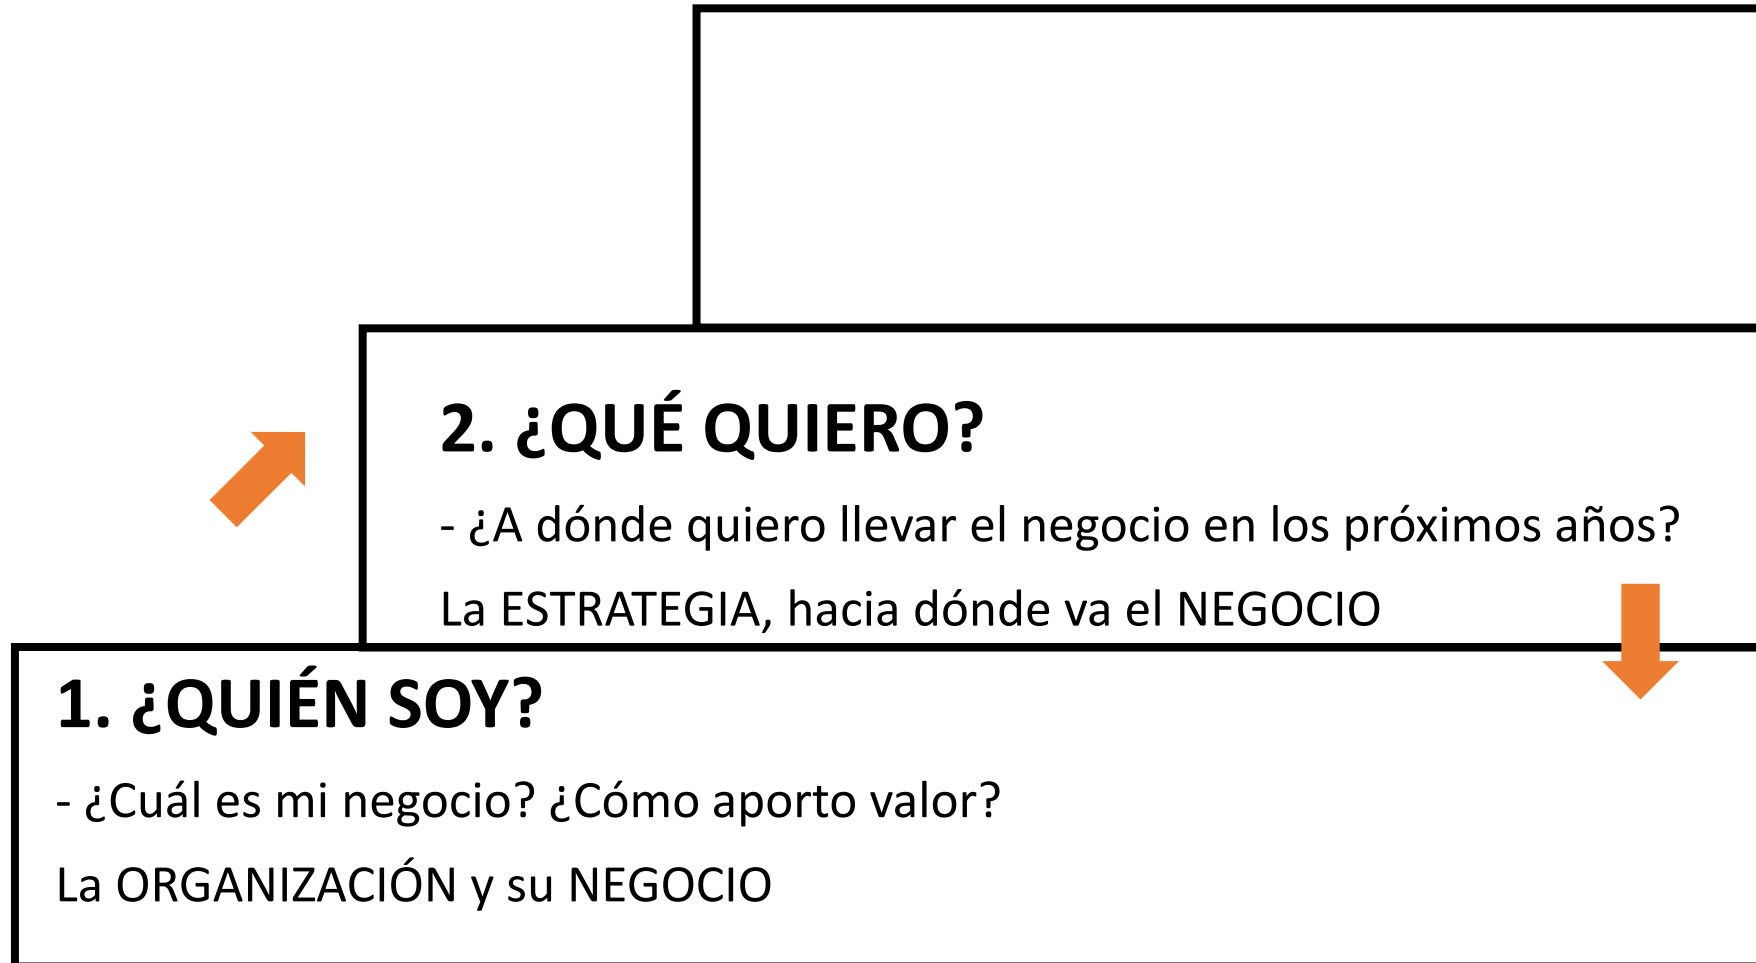 2. ¿QUÉ QUIERO?
- ¿A dónde quiero llevar el negocio en los próximos años?
La ESTRATEGIA, hacia dónde va el NEGOCIO
1. ¿QUIÉN SOY?
- ¿Cuál es mi negocio? ¿Cómo aporto valor?
La ORGANIZACIÓN y su NEGOCIO